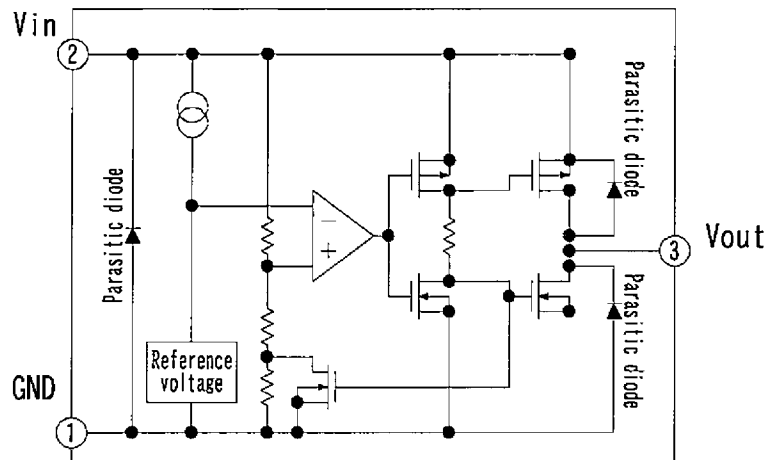 Vin
2
Parasitic diode
Parasitic diode
− +
3
Vout
Parasitic diode
Reference
voltage
GND
1